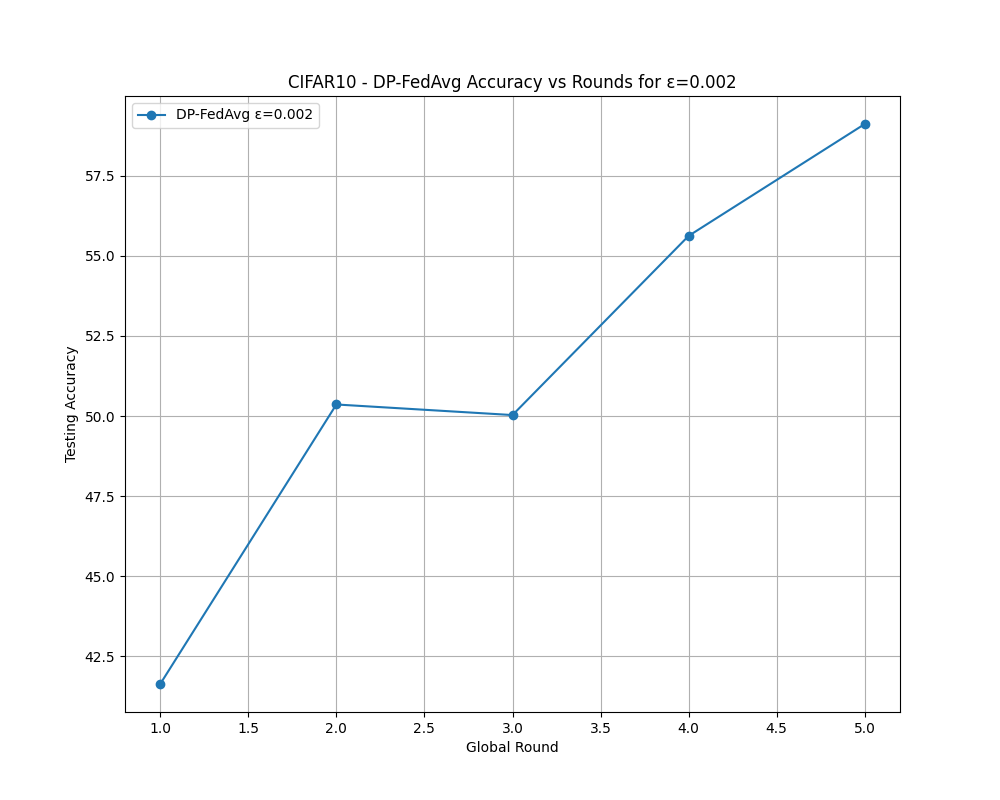 CIFAR10 - DP-FedAvg Accuracy vs Rounds for ε=0.002
DP-FedAvg ε=0.002
Testing Accuracy
57.5
55.0
52.5
50.0
47.5
45.0
42.5
1.0 1.5 2.0 2.5 3.0 3.5 4.0 4.5 5.0
Global Round